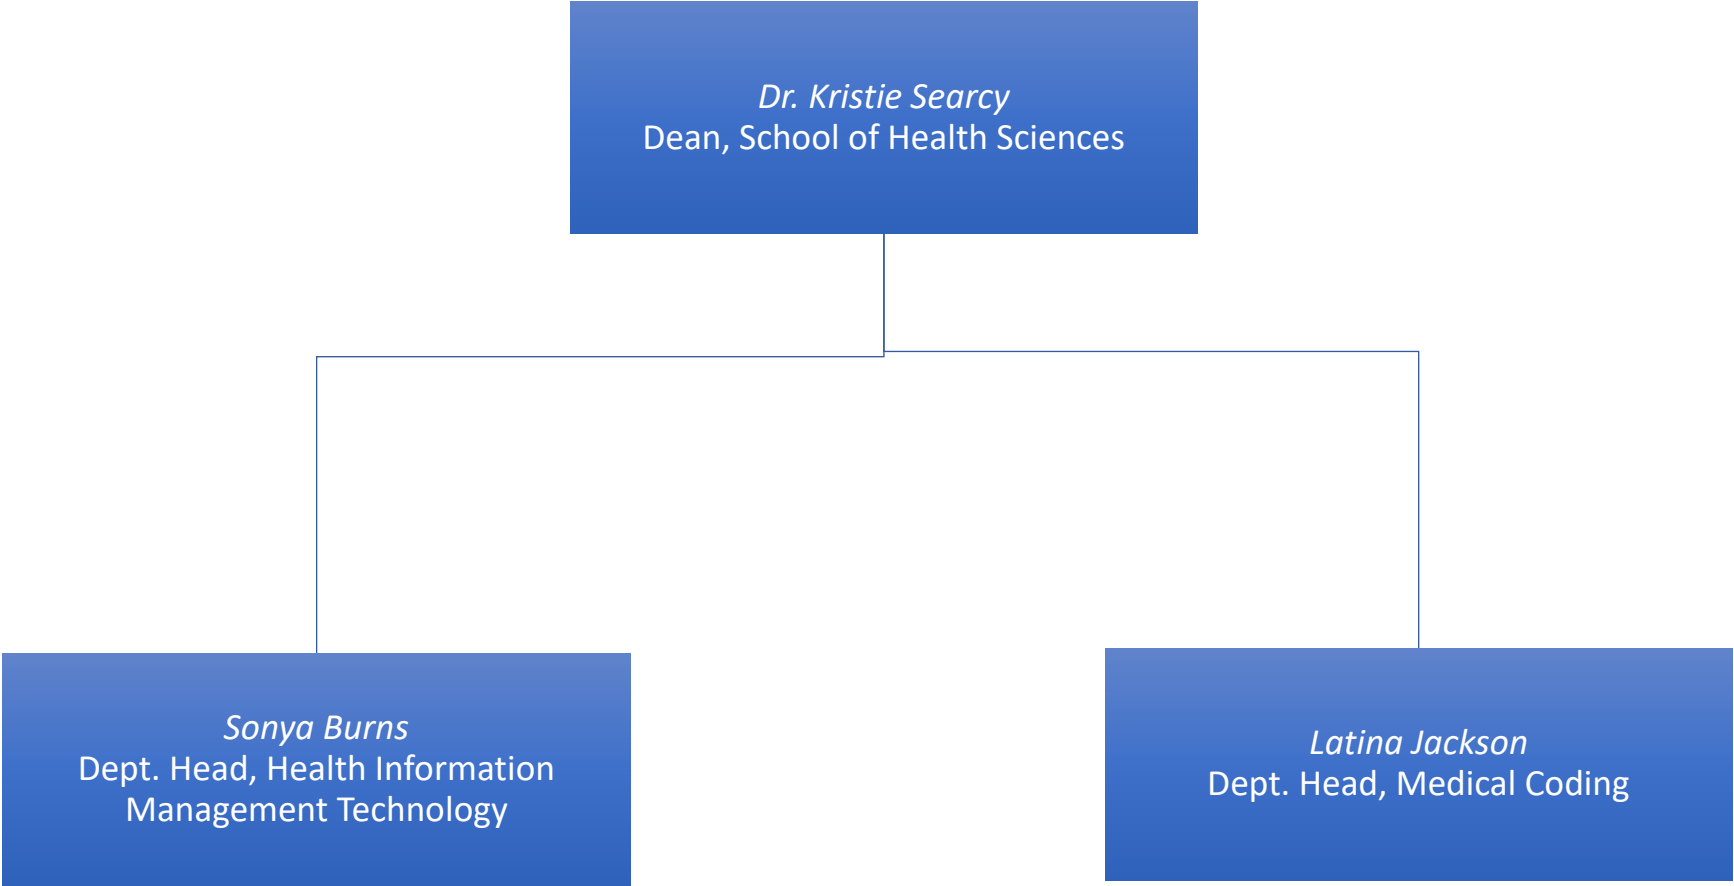 Dr. Kristie Searcy
Dean, School of Health Sciences
Sonya Burns
Dept. Head, Health Information
Management Technology
Latina Jackson
Dept. Head, Medical Coding